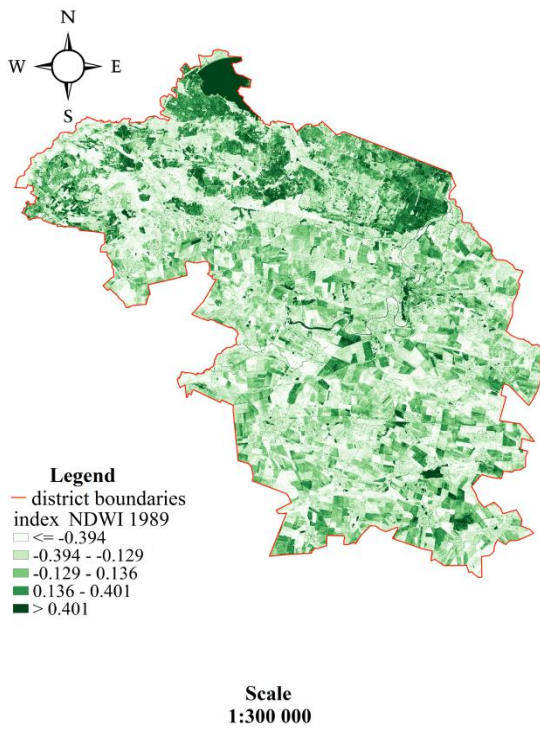 N
W E
S
Legend
district boundaries
index NDWI 1989
<= -0.394
-0.394 - -0.129
-0.129 - 0.136
0.136 - 0.401
> 0.401
Scale
1:300 000